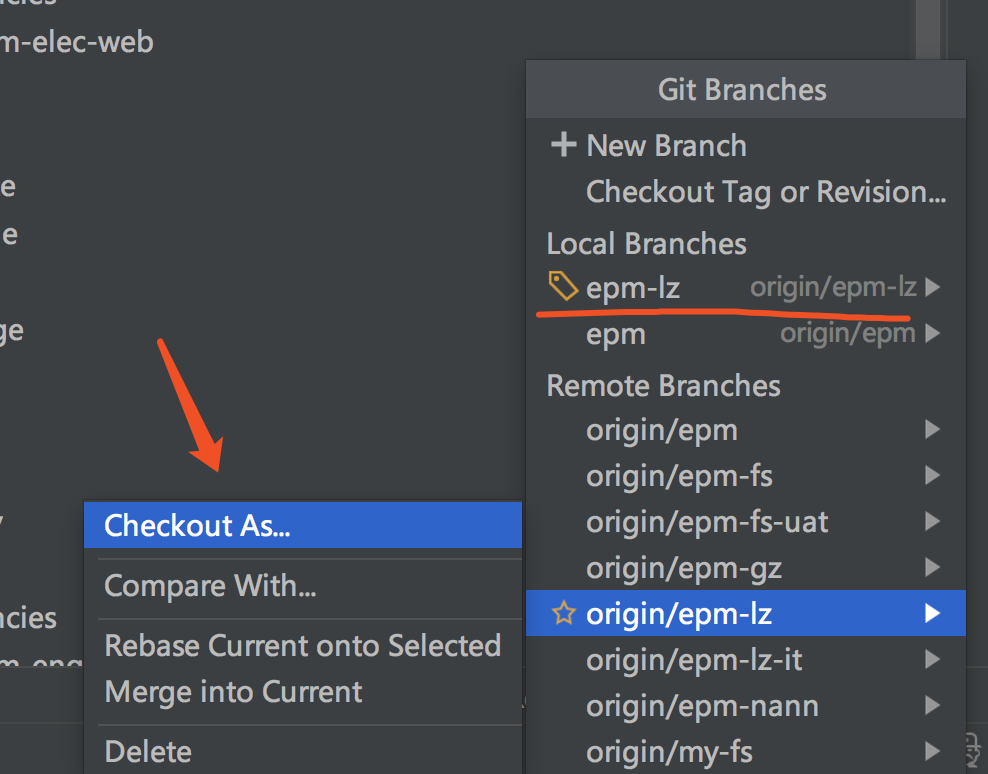 m-elec-web
e
e
ge
ncies
Git Branches
New Branch
Checkout Tag or Revision...
Local Branches
epm-lz origin/epm-lz
epm origin/epm
Remote Branches
origin/epm
origin/epm-fs
origin/epm-fs-uat
origin/epm-gz
origin/epm-lz
origin/epm-lz-it
origin/epm-nann
origin/my-fs
Checkout As...
Compare With...
Rebase Current onto Selected
Merge into Current
Delete